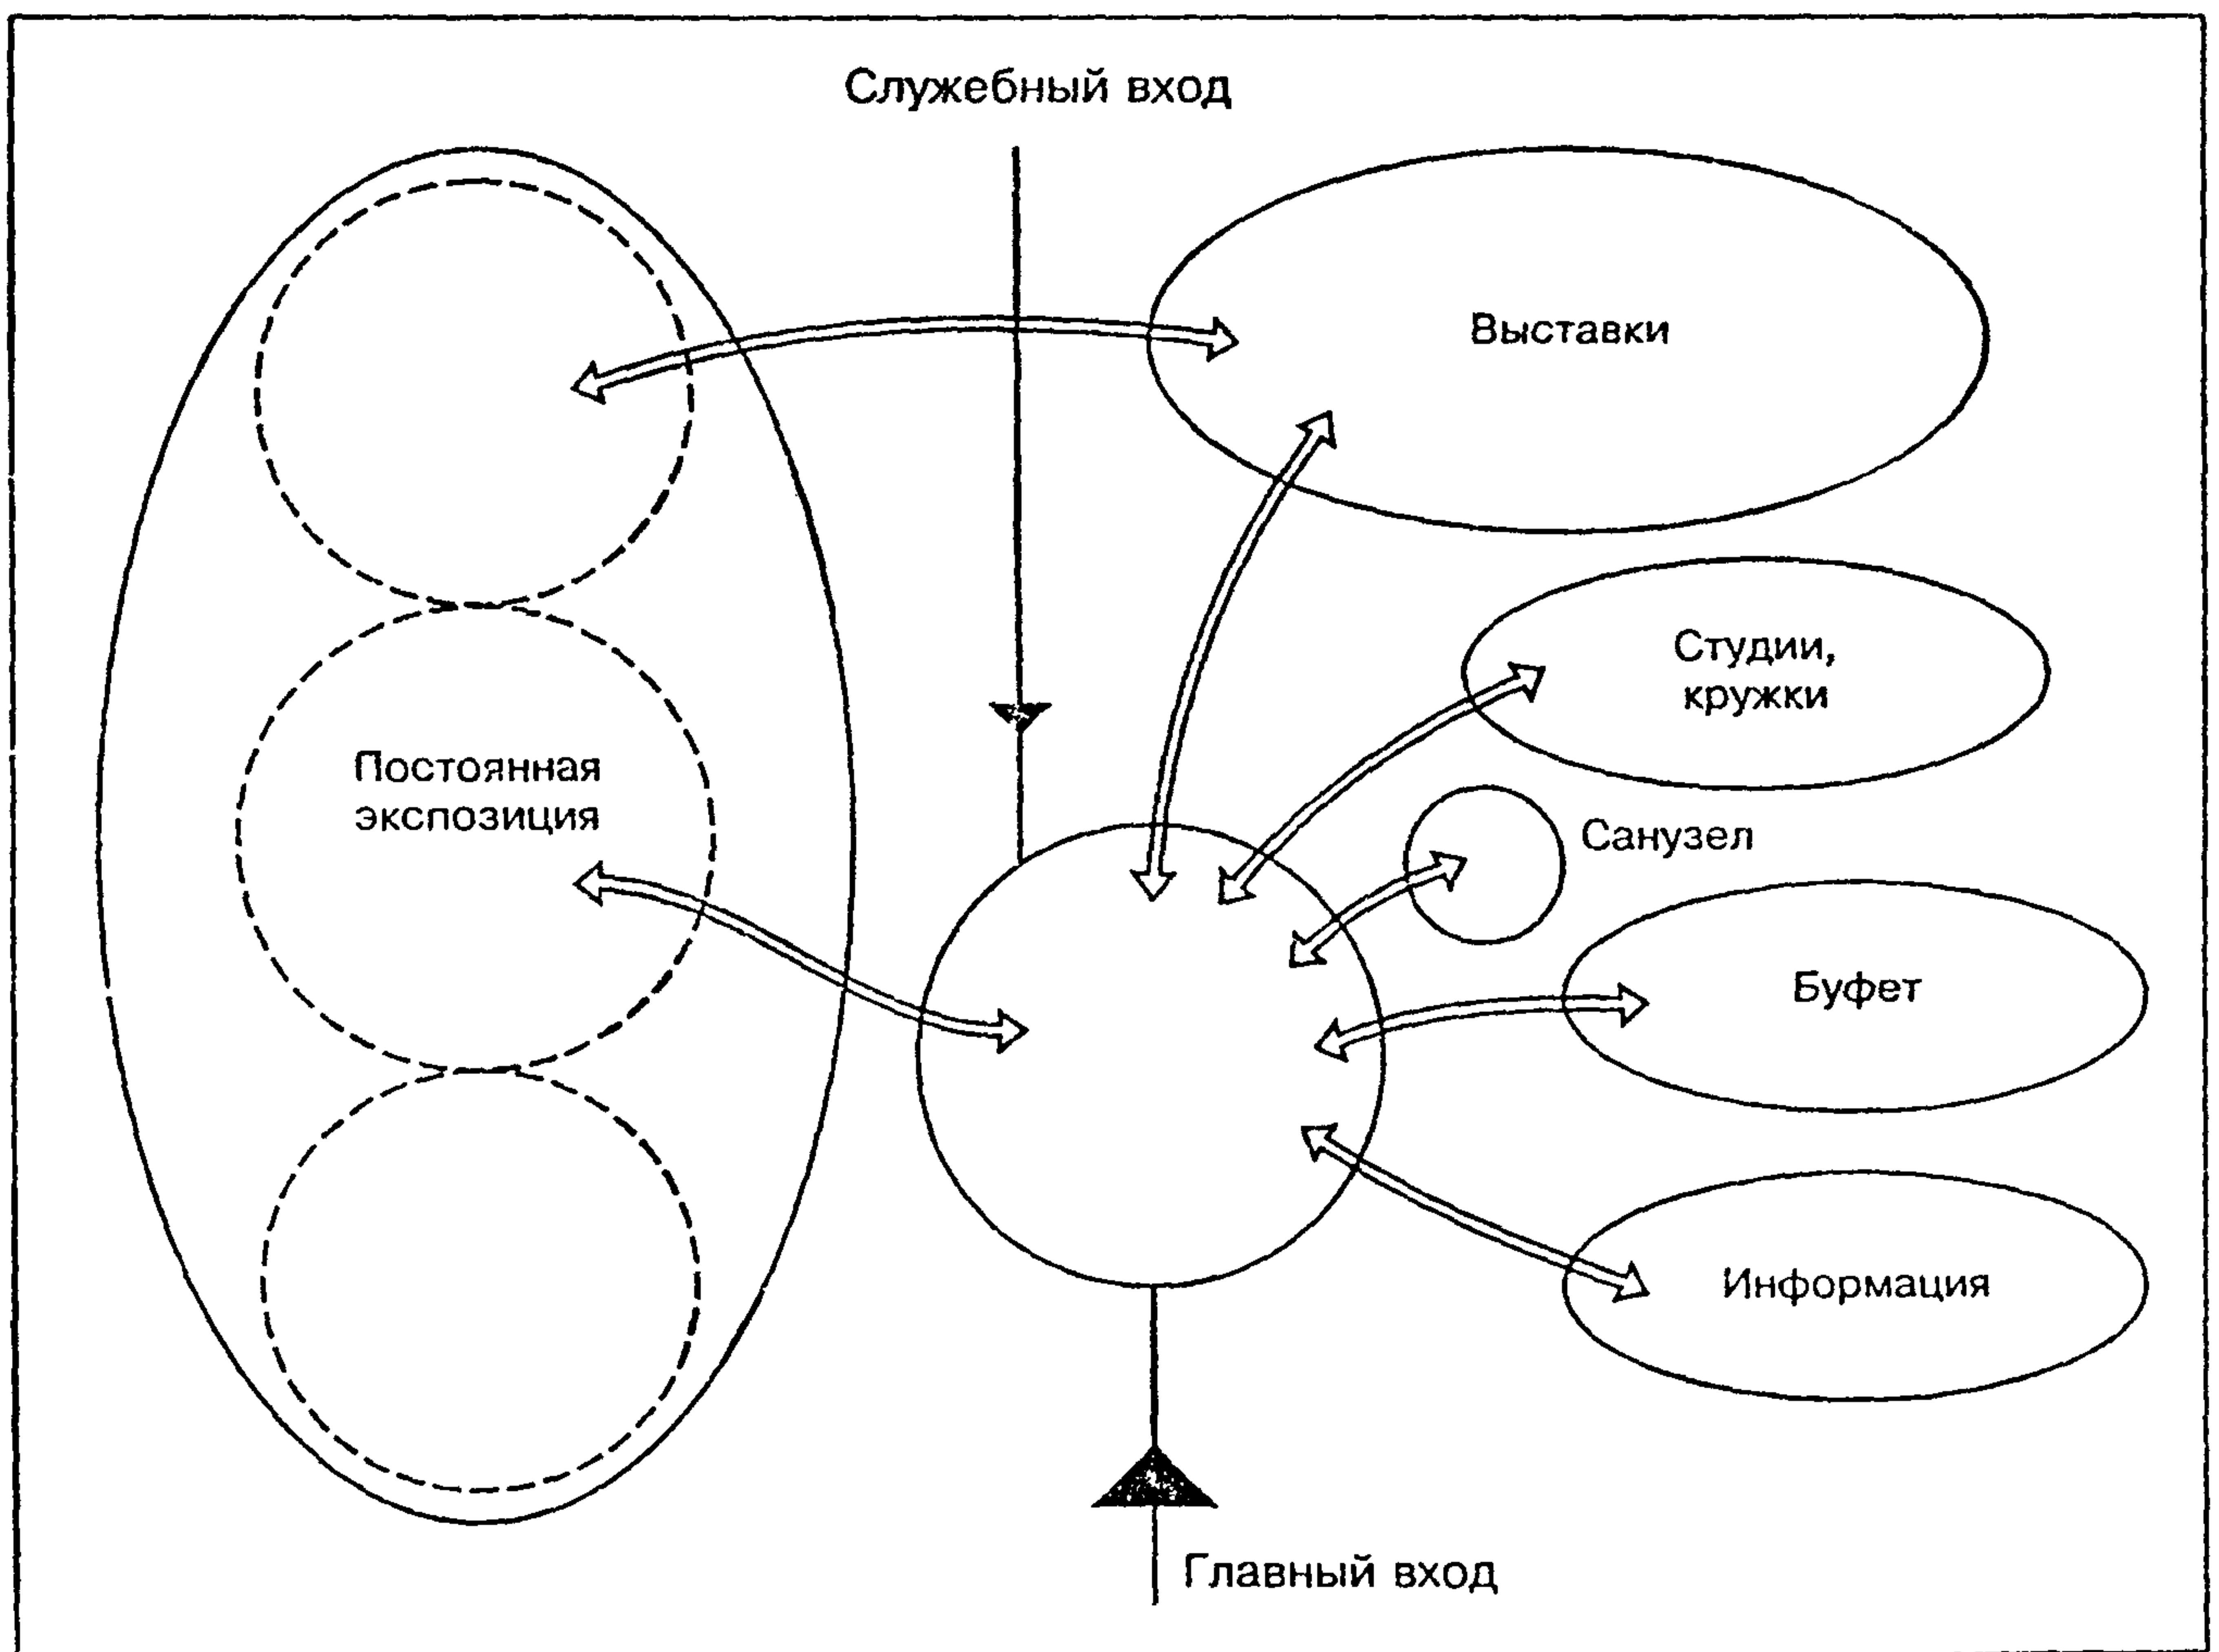 Служебный вход
Выставки
Студии,
кружки
Постоянная
экспозиция
Санузел
Буфет
Информация
Главный вход